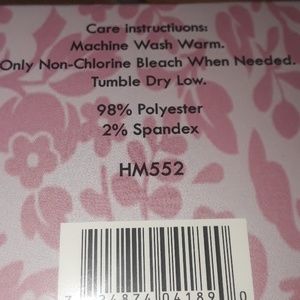 Care instructiuons:
Machine Wash Warm.
Only Non-Chlorine Bleach When Needed.
Tumble Dry Low.
98% Polyester
2% Spandex
HM552